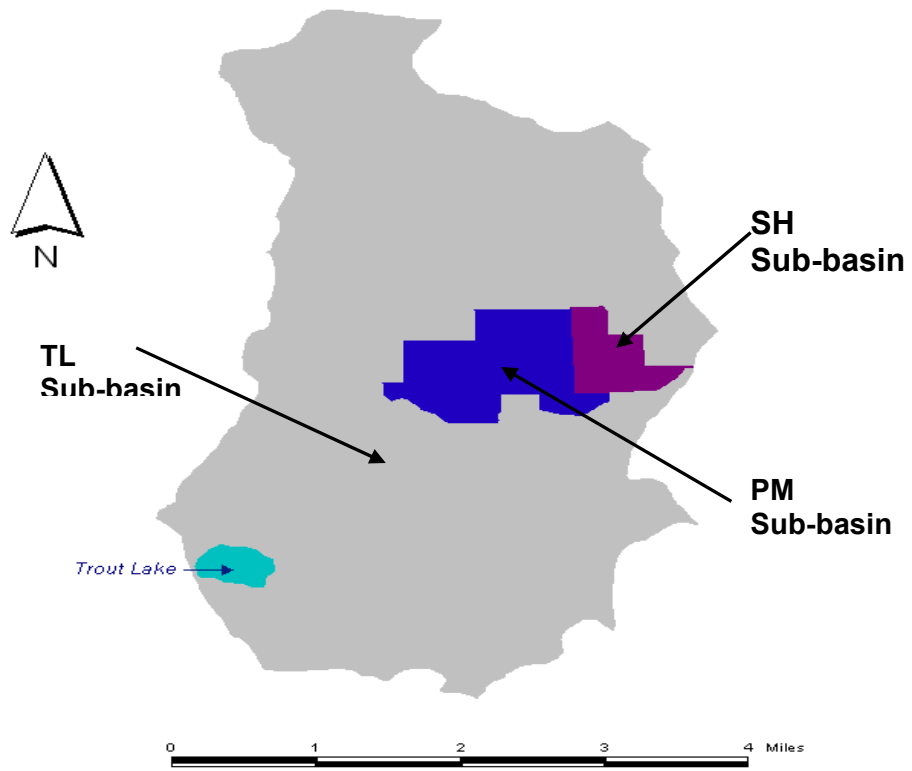 SH
Sub-basin
N
TL
Sub-basin
PM
Sub-basin
Trout Lake
0 1 2 3 4 Miles